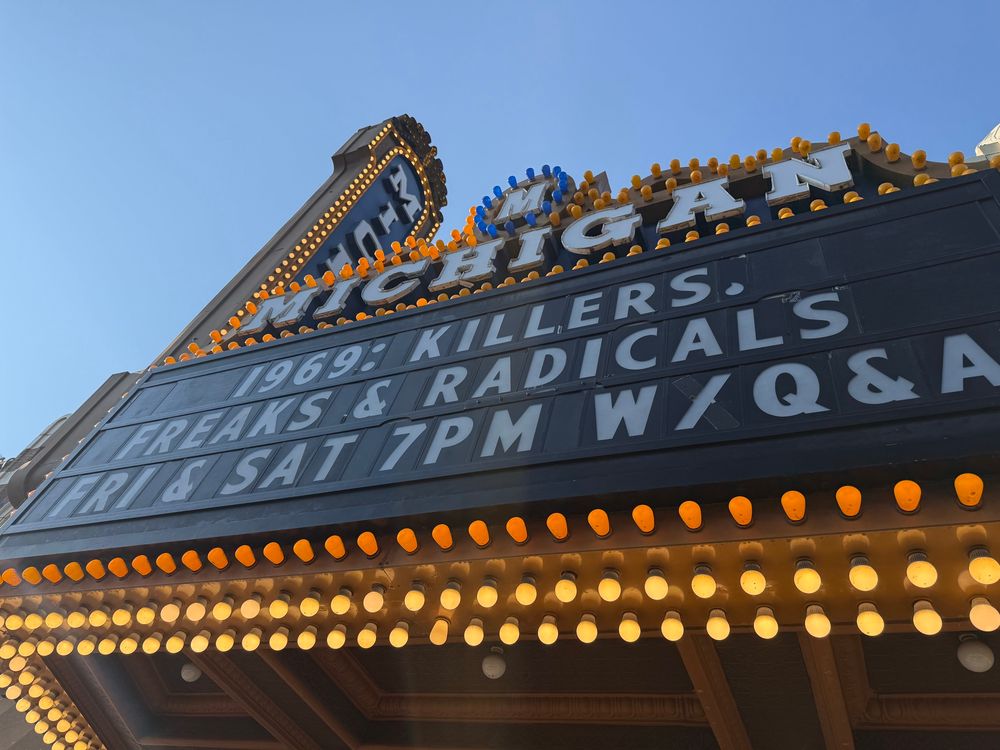 M
MICHIGAN
1969: KILLERS,
FREAKS & RADICALS
FRI & SAT 7PM W/ Q&A